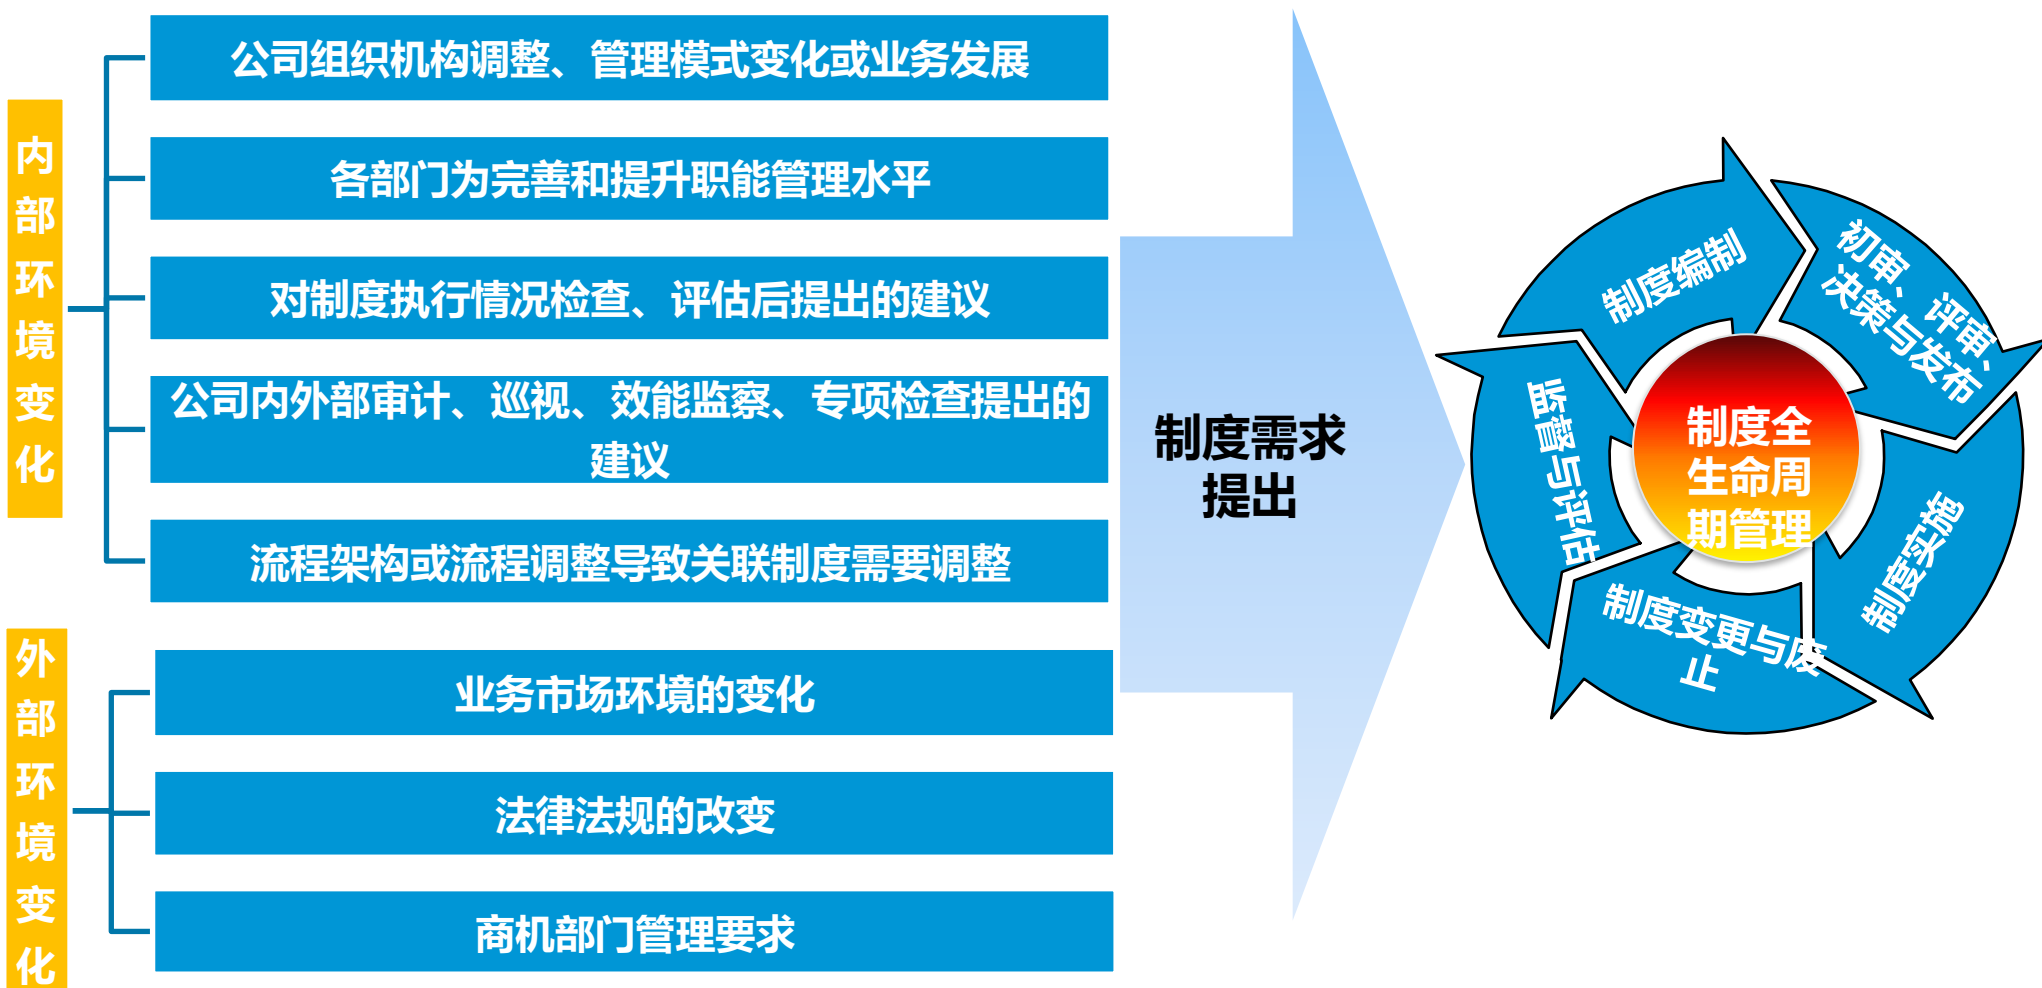 内部环境变化
公司组织机构调整、管理模式变化或业务发展
各部门为完善和提升职能管理水平
对制度执行情况检查、评估后提出的建议
公司内外部审计、巡视、效能监察、专项检查提出的
建议
流程架构或流程调整导致关联制度需要调整
外部环境变化
业务市场环境的变化
法律法规的改变
商机部门管理要求
制度需求
提出
制度编制
初审、评审、
决策与发布
制度实施
制度变更与废
止
监督与评估
制度全
生命周
期管理